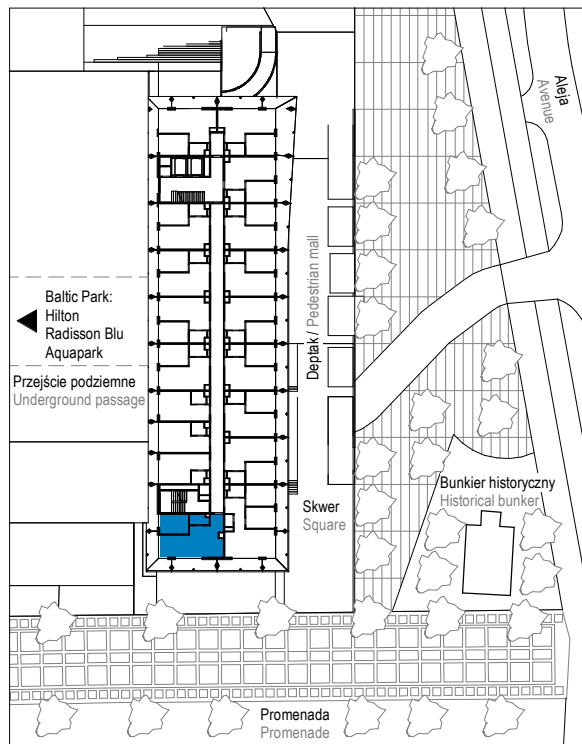 Aleja
Avenue
Baltic Park:
Hilton
Radisson Blu
Aquapark
Przejście podziemne
Underground passage
Deptak / Pedestrian mall
Skwer
Square
Bunkier historyczny
Historical bunker
Promenada
Promenade